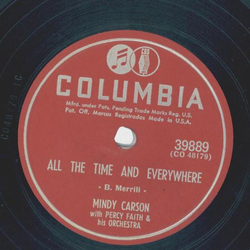 COLUMBIA
Mfrd. under Pats. Pending Trade Marks Reg. U.S.
Pat. Off. Marcas Registradas Made in U.S.A.
39889
(CO 48179)
ALL THE TIME AND EVERYWHERE
- B. Merrill -
MINDY CARSON
with PERCY FAITH &
his ORCHESTRA